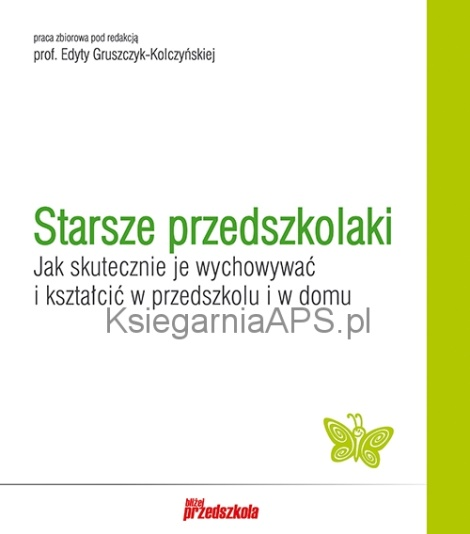 praca zbiorowa pod redakcją
prof. Edyty Gruszczyk-Kolczyńskiej
Starsze przedszkolaki
Jak skutecznie je wychowywać
i kształcić w przedszkolu i w domu
KsiegarniaAPS.pl
bliżej
przedszkola